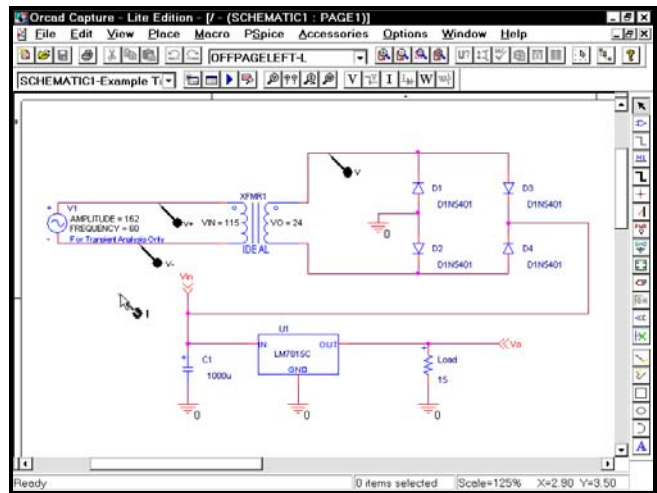 Orcad Capture - Lite Edition - [/ - (SCHEMATIC1 : PAGE1)]
File Edit View Place Macro PSpice Accessories Options Window Help
OFFPAGELEFT-L
U?
SCHEMATIC1-Example T
V I W
V
D1
D1N5401
D3
D1N5401
XFMR1
V1
AMPLITUDE = 162
FREQUENCY = 60
For Transient Analysis Only
V+
VIN = 115
VO = 24
IDEAL
0
D2
D1N5401
D4
D1N5401
V-
Vin
I
U1
IN
OUT
LM7815C
GND
C1
1000u
Load
15
Vo
0
0
0
Ready
0 items selected
Scale=125%
X=2.90 Y=3.50